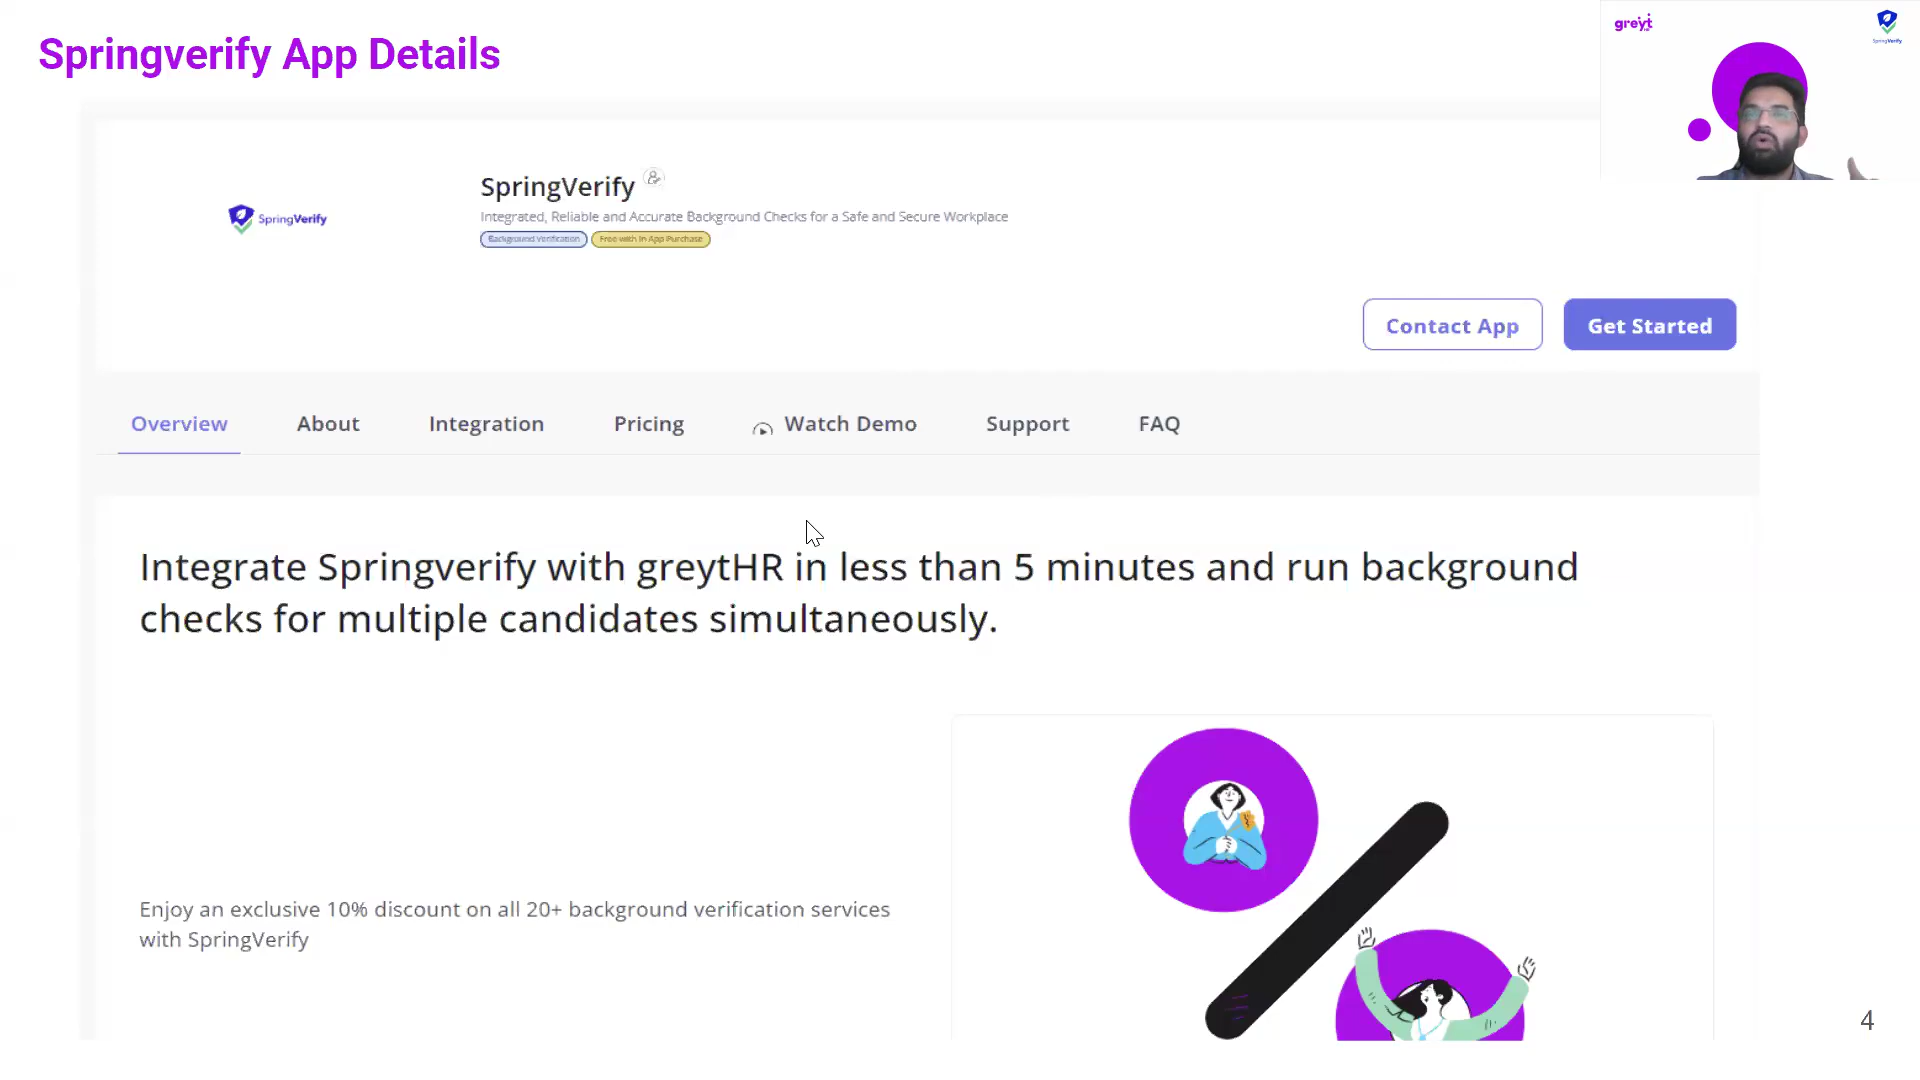 Springverify App Details
greyt
SpringVerify
SpringVerify
SpringVerify
Integrated, Reliable and Accurate Background Checks for a Safe and Secure Workplace
Background Verification
Free with In App Purchase
Contact App
Get Started
Overview
About
Integration
Pricing
Watch Demo
Support
FAQ
Integrate Springverify with greytHR in less than 5 minutes and run background
checks for multiple candidates simultaneously.
Enjoy an exclusive 10% discount on all 20+ background verification services
with SpringVerify
4